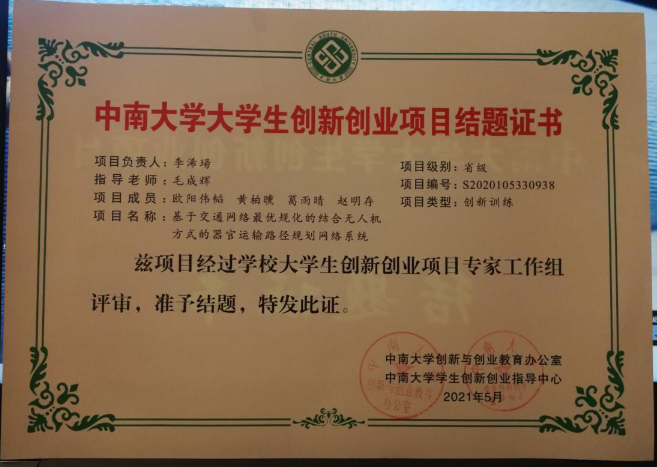 CENTRAL SOUTH UNIVERSITY
中南大学大学生创新创业项目结题证书
项目负责人：李浠瑒
项目级别：省级
指导老师：毛成辉
项目编号：S2020105330938
项目成员：欧阳伟韬 黄柏曛 葛雨晴 赵明存
项目类型：创新训练
项目名称：基于交通网络最优规化的结合无人机
方式的器官运输路径规划网络系统
兹项目经过学校大学生创新创业项目专家工作组
评审，准予结题，特发此证。
中南大学创新与创业教育办公室
中南大学学生创新创业指导中心
2021年5月